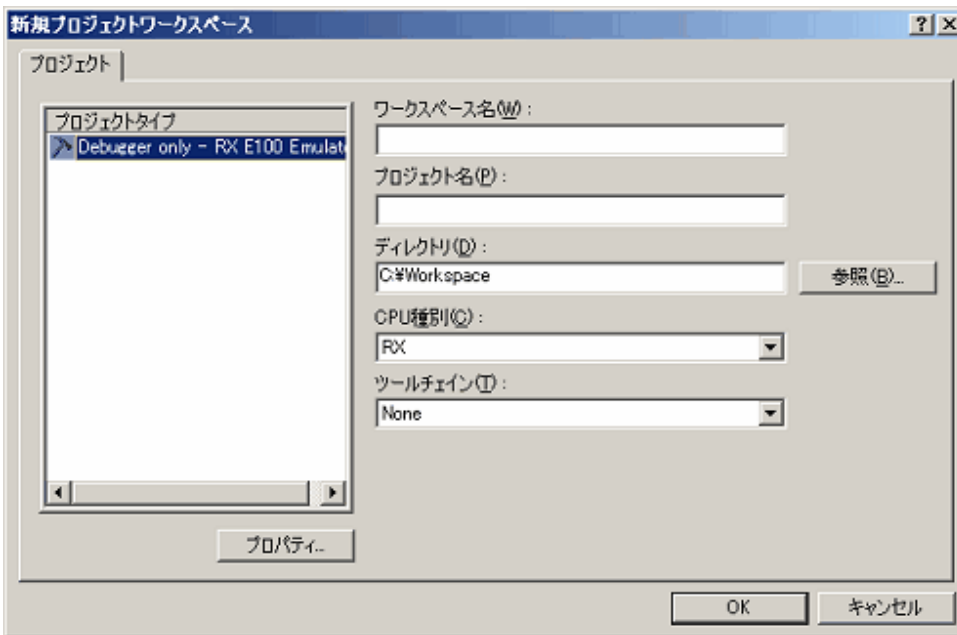 新規プロジェクトワークスペース
プロジェクト
プロジェクトタイプ
Debugger only - RX E100 Emulat
ワークスペース名(W) :
プロジェクト名(P) :
ディレクトリ(D) :
C:¥Workspace
参照(B)...
CPU種別(C) :
RX
ツールチェイン(T) :
None
プロパティ...
OK
キャンセル